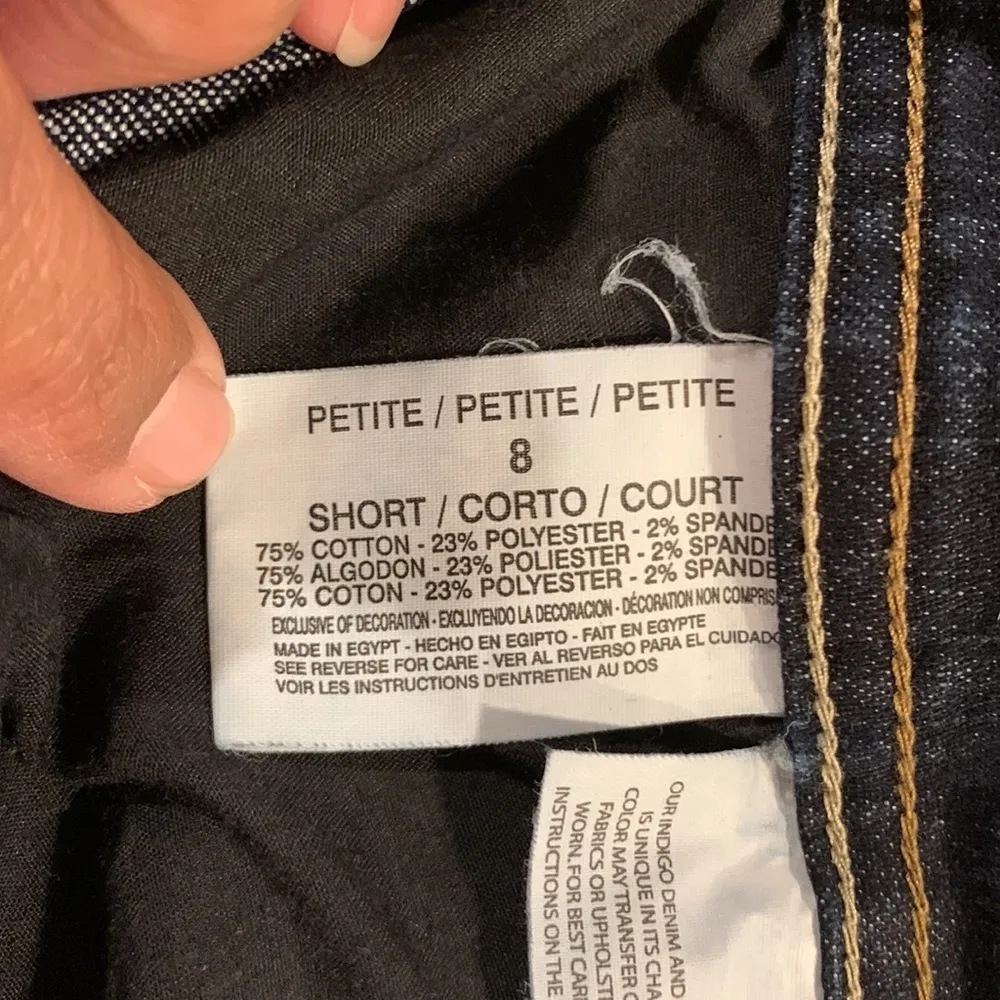 PETITE / PETITE / PETITE
8
SHORT / CORTO / COURT
75% COTTON - 23% POLYESTER - 2% SPANDE
75% ALGODON - 23% POLIESTER - 2% SPANDE
75% COTON - 23% POLYESTER - 2% SPANDE
EXCLUSIVE OF DECORATION - EXCLUYENDO LA DECORACION - DÉCORATION NON COMPRIS
MADE IN EGYPT - HECHO EN EGIPTO - FAIT EN EGYPTE
SEE REVERSE FOR CARE - VER AL REVERSO PARA EL CUIDADO
VOIR LES INSTRUCTIONS D'ENTRETIEN AU DOS
OUR INDIGO DENIM AND
IS UNIQUE IN ITS CHA
COLOR MAY TRANSFER O
FABRICS OR UPHOLST
WORN. FOR BEST CAR
INSTRUCTIONS ON THE